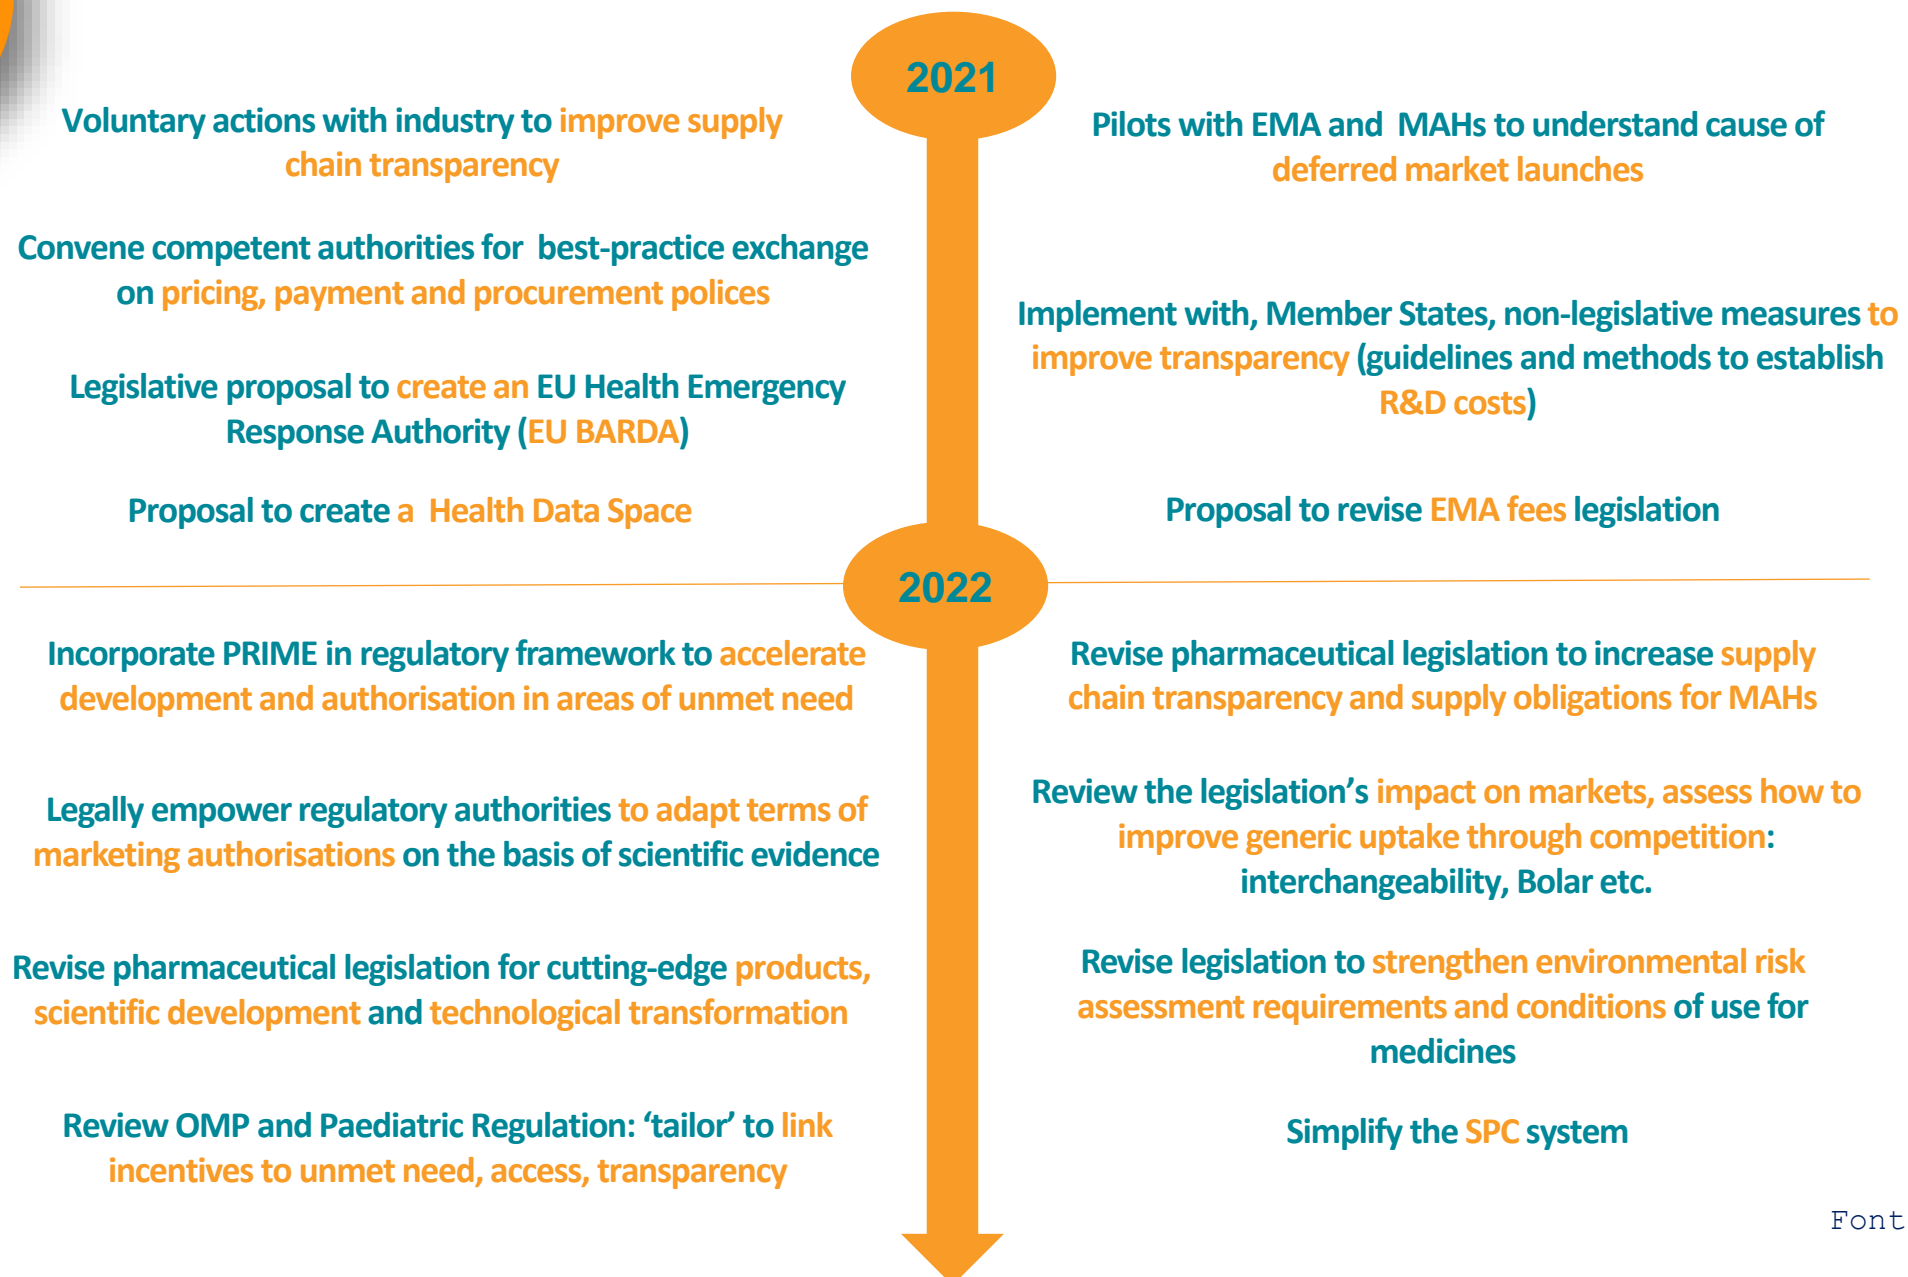 2021
Voluntary actions with industry to improve supply
chain transparency
Convene competent authorities for best-practice exchange
on pricing, payment and procurement polices
Legislative proposal to create an EU Health Emergency
Response Authority (EU BARDA)
Proposal to create a Health Data Space
Pilots with EMA and MAHs to understand cause of
deferred market launches
Implement with, Member States, non-legislative measures to
improve transparency (guidelines and methods to establish
R&D costs)
Proposal to revise EMA fees legislation
2022
Incorporate PRIME in regulatory framework to accelerate
development and authorisation in areas of unmet need
Legally empower regulatory authorities to adapt terms of
marketing authorisations on the basis of scientific evidence
Revise pharmaceutical legislation for cutting-edge products,
scientific development and technological transformation
Review OMP and Paediatric Regulation: ‘tailor’ to link
incentives to unmet need, access, transparency
Revise pharmaceutical legislation to increase supply
chain transparency and supply obligations for MAHs
Review the legislation’s impact on markets, assess how to
improve generic uptake through competition:
interchangeability, Bolar etc.
Revise legislation to strengthen environmental risk
assessment requirements and conditions of use for
medicines
Simplify the SPC system
Font